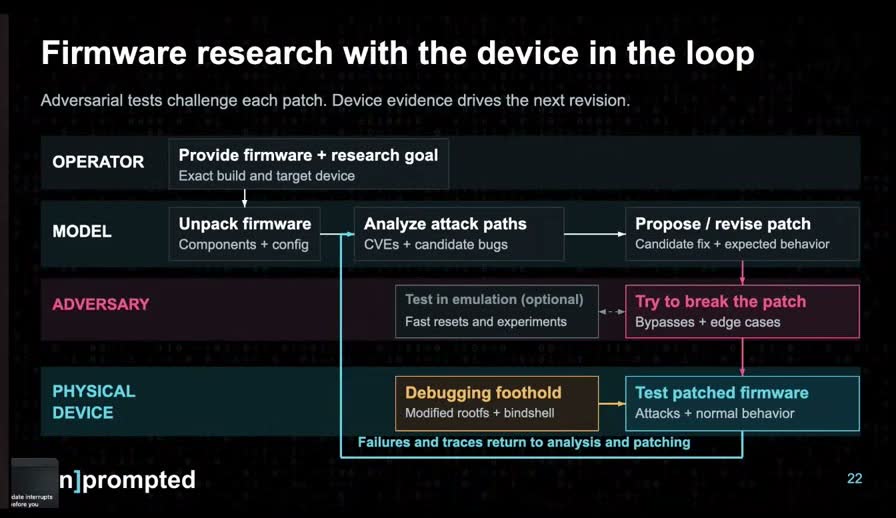 Firmware research with the device in the loop
Adversarial tests challenge each patch. Device evidence drives the next revision.
OPERATOR
Provide firmware + research goal
Exact build and target device
MODEL
Unpack firmware
Components + config
Analyze attack paths
CVEs + candidate bugs
Propose / revise patch
Candidate fix + expected behavior
ADVERSARY
Test in emulation (optional)
Fast resets and experiments
Try to break the patch
Bypasses + edge cases
PHYSICAL
DEVICE
Debugging foothold
Modified rootfs + bindshell
Test patched firmware
Attacks + normal behavior
Failures and traces return to analysis and patching
n]prompted
date interrupts
efore you
22